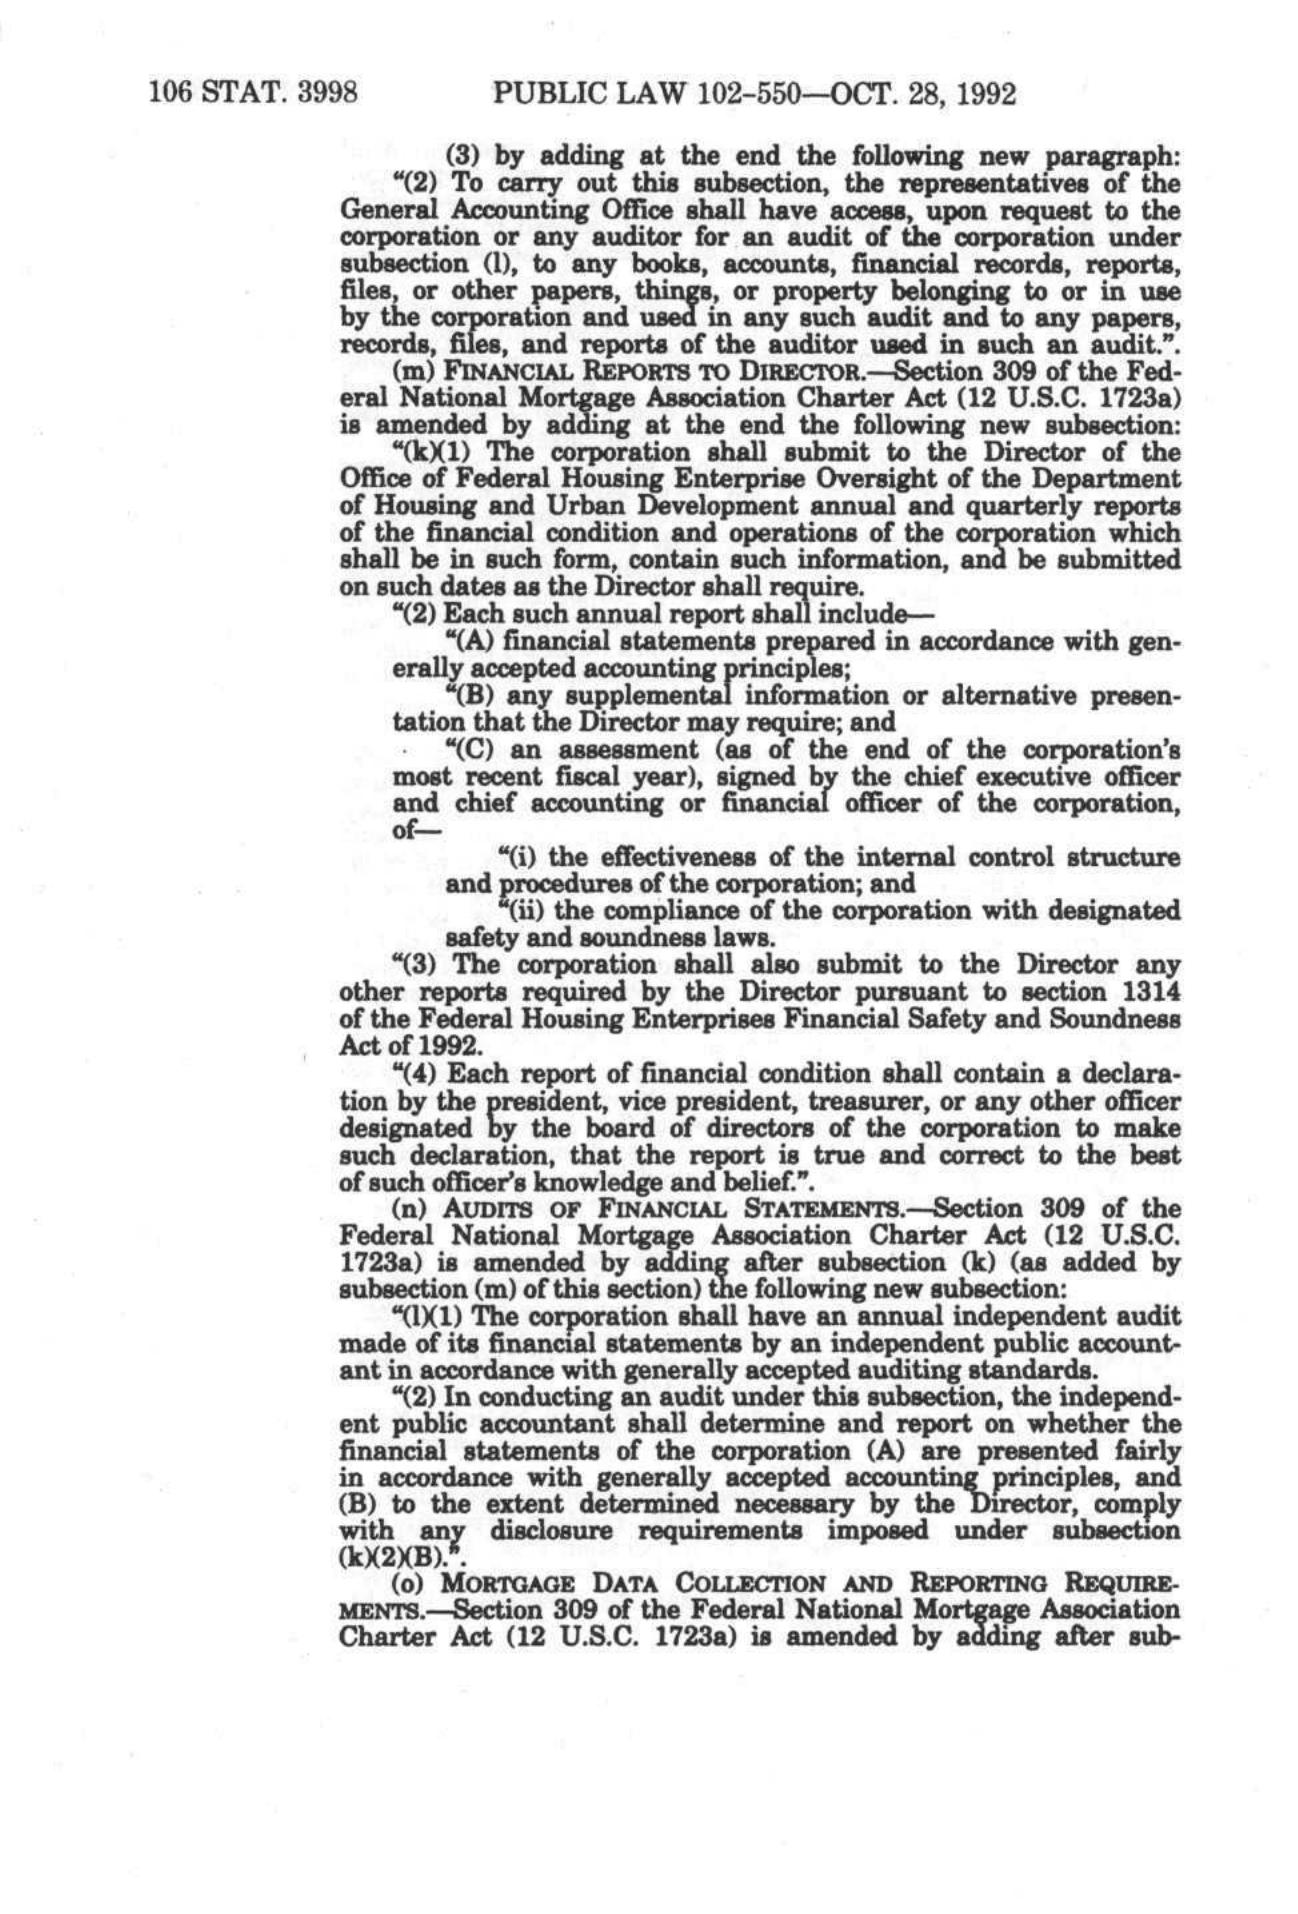 106 STAT. 3998 PUBLIC LAW 102-550—OCT. 28, 1992
(3) by adding at the end the following new paragraph:
“(2) To carry out this subsection, the representatives of the
General Accounting Office shall have access, upon request to the
corporation or any auditor for an audit of the corporation under
subsection (l), to any books, accounts, financial records, reports,
files, or other papers, things, or property belonging to or in use
by the corporation and used in any such audit and to any papers,
records, files, and reports of the auditor used in such an audit.”.
(m) FINANCIAL REPORTS TO DIRECTOR.—Section 309 of the Fed-
eral National Mortgage Association Charter Act (12 U.S.C. 1723a)
is amended by adding at the end the following new subsection:
“(k)(1) The corporation shall submit to the Director of the
Office of Federal Housing Enterprise Oversight of the Department
of Housing and Urban Development annual and quarterly reports
of the financial condition and operations of the corporation which
shall be in such form, contain such information, and be submitted
on such dates as the Director shall require.
“(2) Each such annual report shall include—
“(A) financial statements prepared in accordance with gen-
erally accepted accounting principles;
“(B) any supplemental information or alternative presen-
tation that the Director may require; and
“(C) an assessment (as of the end of the corporation's
most recent fiscal year), signed by the chief executive officer
and chief accounting or financial officer of the corporation,
of—
“(i) the effectiveness of the internal control structure
and procedures of the corporation; and
“(ii) the compliance of the corporation with designated
safety and soundness laws.
“(3) The corporation shall also submit to the Director any
other reports required by the Director pursuant to section 1314
of the Federal Housing Enterprises Financial Safety and Soundness
Act of 1992.
“(4) Each report of financial condition shall contain a declara-
tion by the president, vice president, treasurer, or any other officer
designated by the board of directors of the corporation to make
such declaration, that the report is true and correct to the best
of such officer's knowledge and belief.”.
(n) AUDITS OF FINANCIAL STATEMENTS.—Section 309 of the
Federal National Mortgage Association Charter Act (12 U.S.C.
1723a) is amended by adding after subsection (k) (as added by
subsection (m) of this section) the following new subsection:
“(l)(1) The corporation shall have an annual independent audit
made of its financial statements by an independent public account-
ant in accordance with generally accepted auditing standards.
“(2) In conducting an audit under this subsection, the independ-
ent public accountant shall determine and report on whether the
financial statements of the corporation (A) are presented fairly
in accordance with generally accepted accounting principles, and
(B) to the extent determined necessary by the Director, comply
with any disclosure requirements imposed under subsection
(k)(2)(B).”.
(o) MORTGAGE DATA COLLECTION AND REPORTING REQUIRE-
MENTS.—Section 309 of the Federal National Mortgage Association
Charter Act (12 U.S.C. 1723a) is amended by adding after sub-